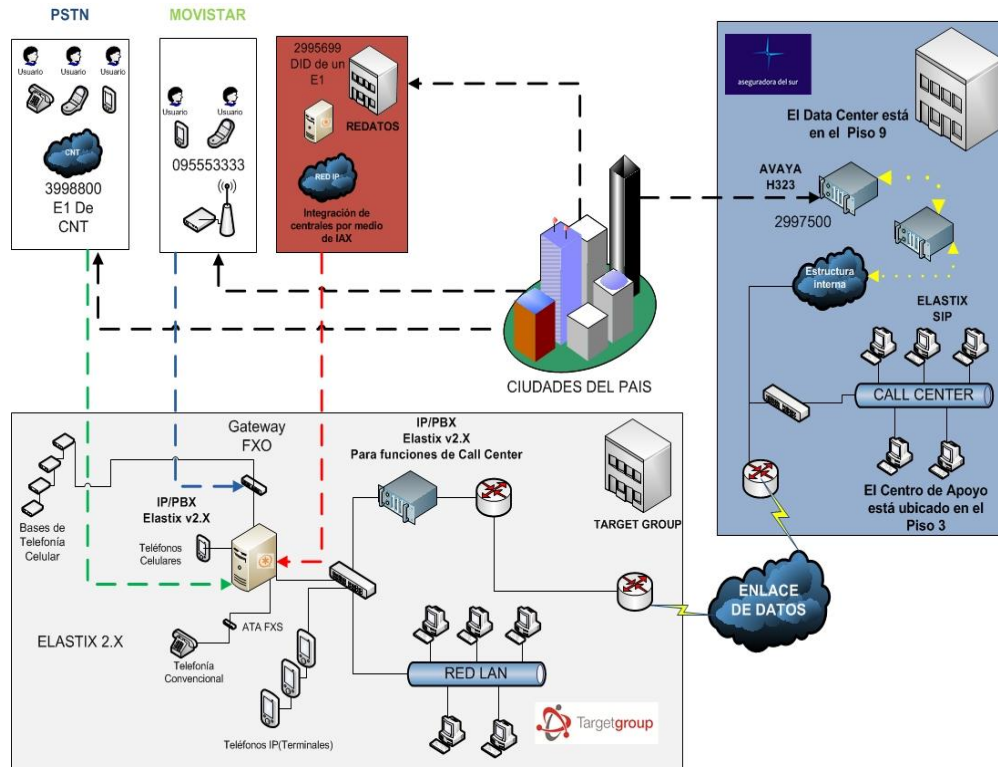 PSTN
MOVISTAR
Usuario
Usuario
Usuario
CNT
3998800
E1 De
CNT
Usuario
Usuario
095553333
2995699
DID de un
E1
REDATOS
RED IP
Integración de
centrales por medio
de IAX
CIUDADES DEL PAIS
aseguradora del sur
El Data Center está
en el Piso 9
AVAYA
H323
2997500
Estructura
interna
ELASTIX
SIP
CALL CENTER
El Centro de Apoyo
está ubicado en el
Piso 3
ENLACE
DE DATOS
Gateway
FXO
IP/PBX
Elastix v2.X
Para funciones de Call Center
TARGET GROUP
IP/PBX
Elastix v2.X
Bases de
Telefonía
Celular
Teléfonos
Celulares
ATA FXS
ELASTIX 2.X
Telefonía
Convencional
Teléfonos IP(Terminales)
RED LAN
Targetgroup